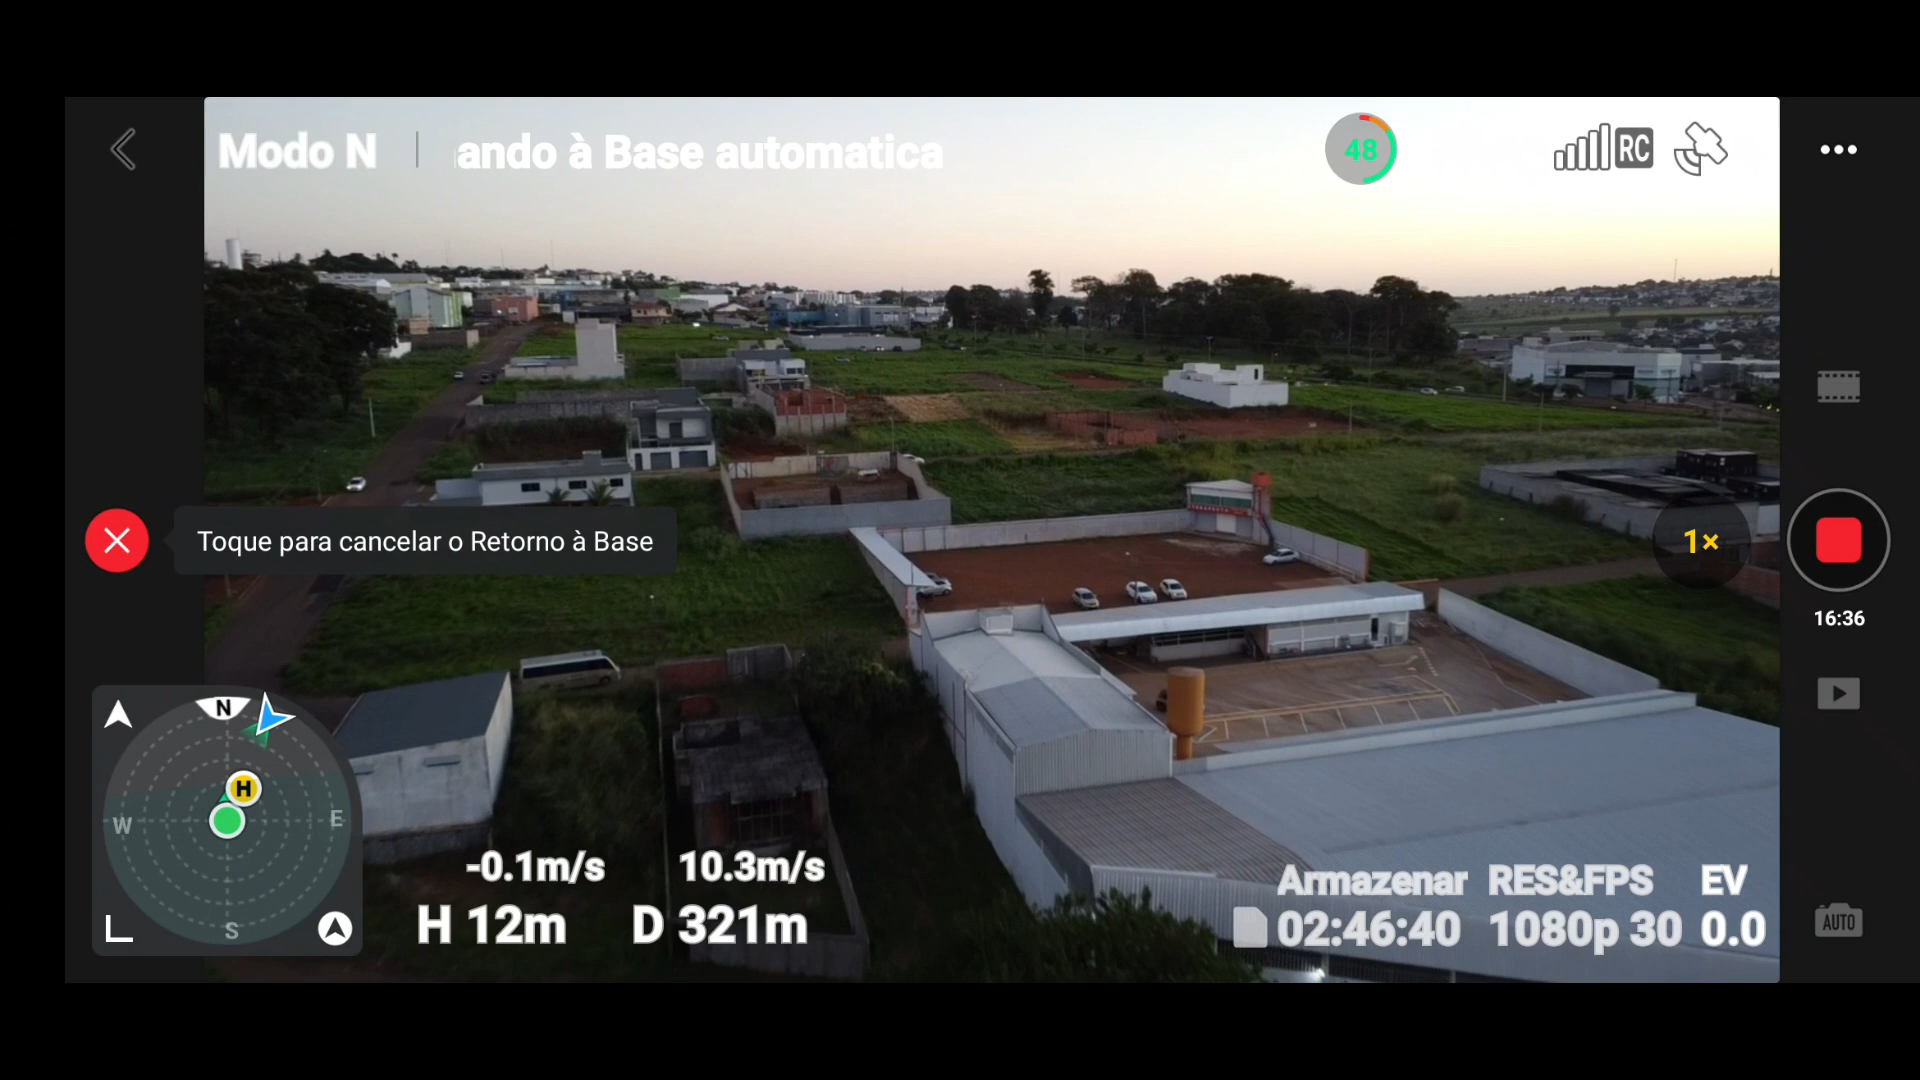 Modo N
ando à Base automatica
48
RC
Toque para cancelar o Retorno à Base
1×
16:36
N
H
W
E
S
-0.1m/s
10.3m/s
H 12m
D 321m
Armazenar
RES&FPS
EV
02:46:40
1080p 30
0.0
AUTO